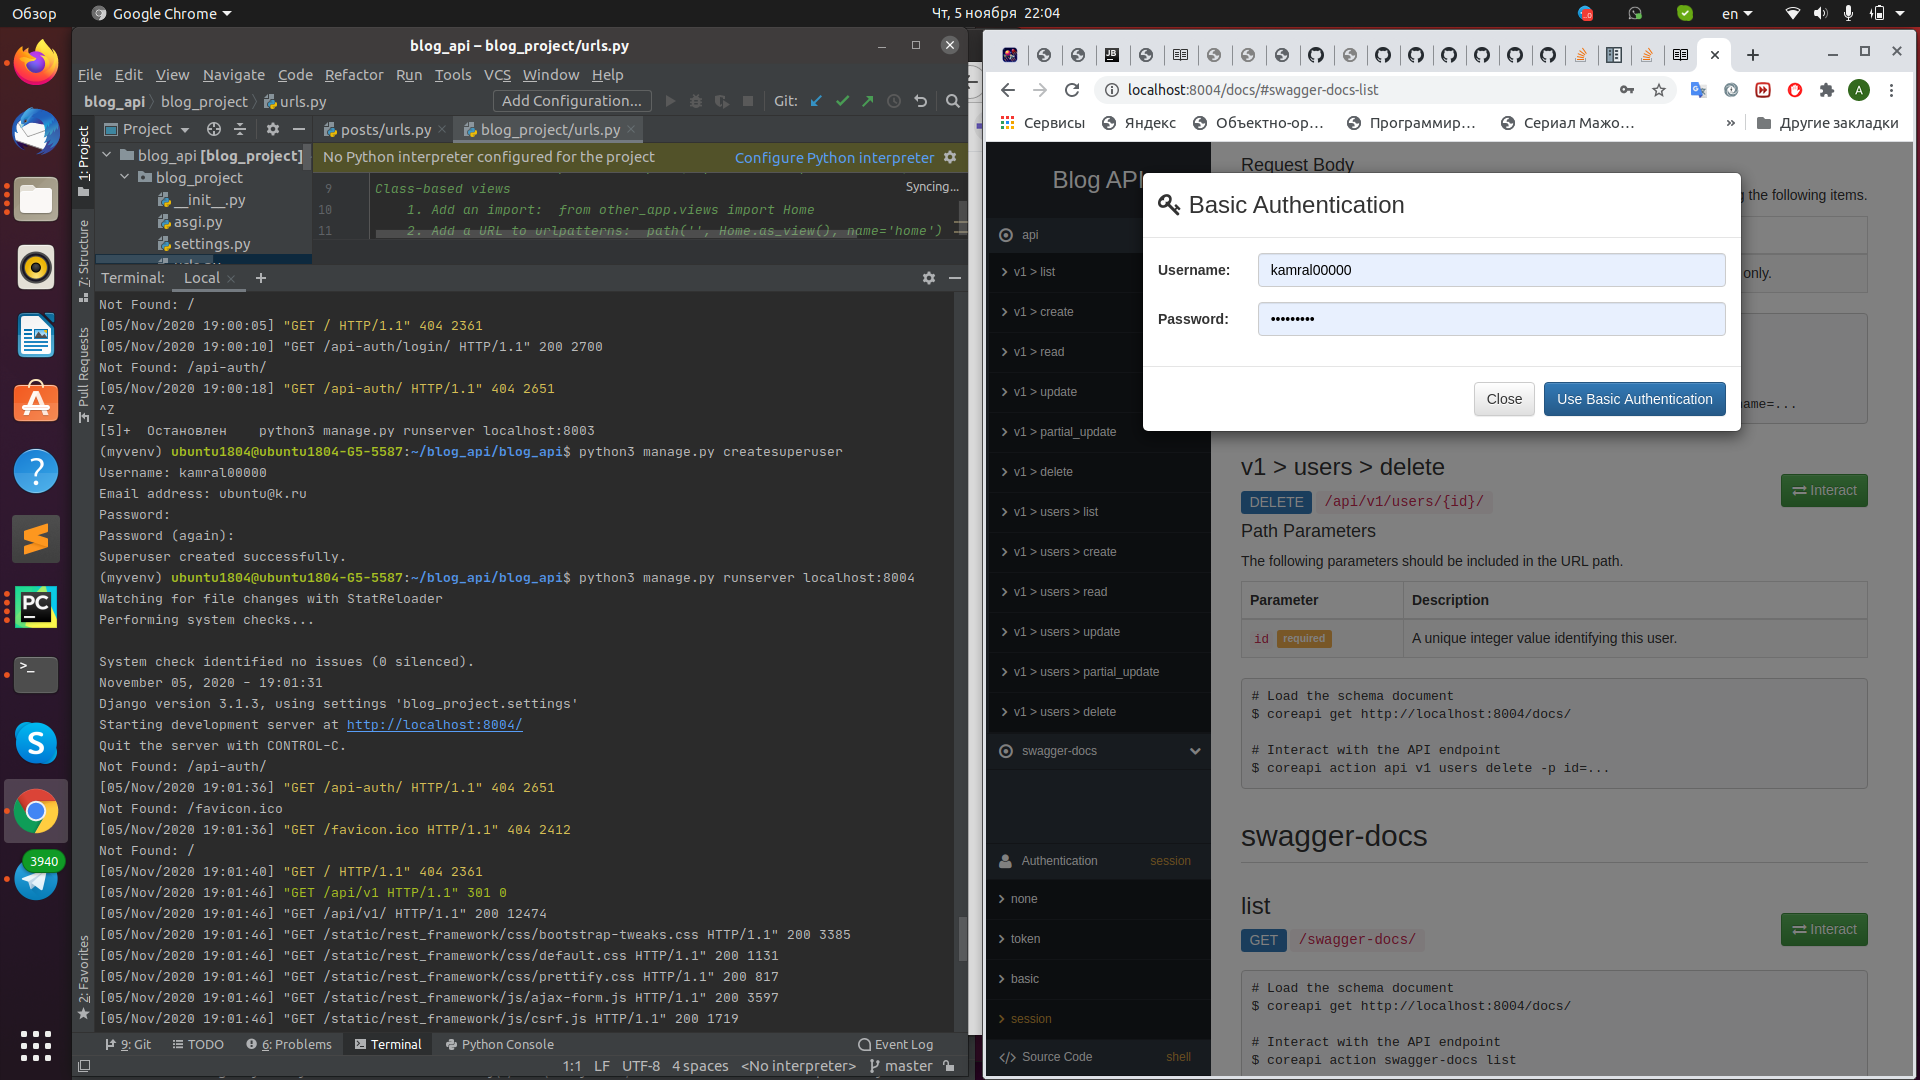 Обзор
Google Chrome
Чт, 5 ноября 22:04
en
3940
blog_api – blog_project/urls.py
File Edit View Navigate Code Refactor Run Tools VCS Window Help
blog_api
blog_project
urls.py
Add Configuration...
Git:
1: Project
7: Structure
Pull Requests
2: Favorites
Project
posts/urls.py
blog_project/urls.py
blog_api [blog_project]
blog_project
__init__.py
asgi.py
settings.py
No Python interpreter configured for the project
Configure Python interpreter
Syncing...
9 Class-based views
10 1. Add an import: from other_app.views import Home
11 2. Add a URL to urlpatterns: path('', Home.as_view(), name='home')
Terminal: Local
Not Found: /
[05/Nov/2020 19:00:05] "GET / HTTP/1.1" 404 2361
[05/Nov/2020 19:00:10] "GET /api-auth/login/ HTTP/1.1" 200 2700
Not Found: /api-auth/
[05/Nov/2020 19:00:18] "GET /api-auth/ HTTP/1.1" 404 2651
^Z
[5]+ Остановлен python3 manage.py runserver localhost:8003
(myvenv) ubuntu1804@ubuntu1804-G5-5587:~/blog_api/blog_api$ python3 manage.py createsuperuser
Username: kamral00000
Email address: ubuntu@k.ru
Password:
Password (again):
Superuser created successfully.
(myvenv) ubuntu1804@ubuntu1804-G5-5587:~/blog_api/blog_api$ python3 manage.py runserver localhost:8004
Watching for file changes with StatReloader
Performing system checks...
System check identified no issues (0 silenced).
November 05, 2020 - 19:01:31
Django version 3.1.3, using settings 'blog_project.settings'
Starting development server at http://localhost:8004/
Quit the server with CONTROL-C.
Not Found: /api-auth/
[05/Nov/2020 19:01:36] "GET /api-auth/ HTTP/1.1" 404 2651
Not Found: /favicon.ico
[05/Nov/2020 19:01:36] "GET /favicon.ico HTTP/1.1" 404 2412
Not Found: /
[05/Nov/2020 19:01:40] "GET / HTTP/1.1" 404 2361
[05/Nov/2020 19:01:46] "GET /api/v1 HTTP/1.1" 301 0
[05/Nov/2020 19:01:46] "GET /api/v1/ HTTP/1.1" 200 12474
[05/Nov/2020 19:01:46] "GET /static/rest_framework/css/bootstrap-tweaks.css HTTP/1.1" 200 3385
[05/Nov/2020 19:01:46] "GET /static/rest_framework/css/default.css HTTP/1.1" 200 1131
[05/Nov/2020 19:01:46] "GET /static/rest_framework/css/prettify.css HTTP/1.1" 200 817
[05/Nov/2020 19:01:46] "GET /static/rest_framework/js/ajax-form.js HTTP/1.1" 200 3597
[05/Nov/2020 19:01:46] "GET /static/rest_framework/js/csrf.js HTTP/1.1" 200 1719
9: Git TODO 6: Problems Terminal Python Console Event Log
1:1 LF UTF-8 4 spaces <No interpreter> master
localhost:8004/docs/#swagger-docs-list
A
Сервисы
Яндекс
Объектно-ор...
Программир...
Сериал Мажо...
»
Другие закладки
Blog API
api
v1 > list
v1 > create
v1 > read
v1 > update
v1 > partial_update
v1 > delete
v1 > users > list
v1 > users > create
v1 > users > read
v1 > users > update
v1 > users > partial_update
v1 > users > delete
swagger-docs
Authentication session
none
token
basic
session
Source Code shell
Request Body
g the following items.
only.
name=...
Basic Authentication
Username: kamral00000
Password: •••••••••
Close
Use Basic Authentication
v1 > users > delete
Interact
DELETE /api/v1/users/{id}/
Path Parameters
The following parameters should be included in the URL path.
Parameter Description
id required A unique integer value identifying this user.
# Load the schema document
$ coreapi get http://localhost:8004/docs/
# Interact with the API endpoint
$ coreapi action api v1 users delete -p id=...
swagger-docs
list
Interact
GET /swagger-docs/
# Load the schema document
$ coreapi get http://localhost:8004/docs/
# Interact with the API endpoint
$ coreapi action swagger-docs list